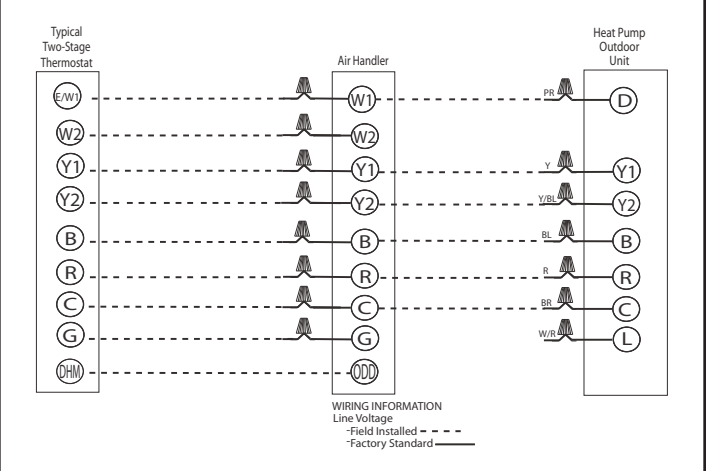 Typical
Two-Stage
Thermostat
Air Handler
Heat Pump
Outdoor
Unit
E/W1
W1
PR
D
W2
W2
Y1
Y1
Y
Y1
Y2
Y2
Y/BL
Y2
B
B
BL
B
R
R
R
R
C
C
BR
C
G
G
W/R
L
DHM
ODD
WIRING INFORMATION
Line Voltage
-Field Installed
-Factory Standard